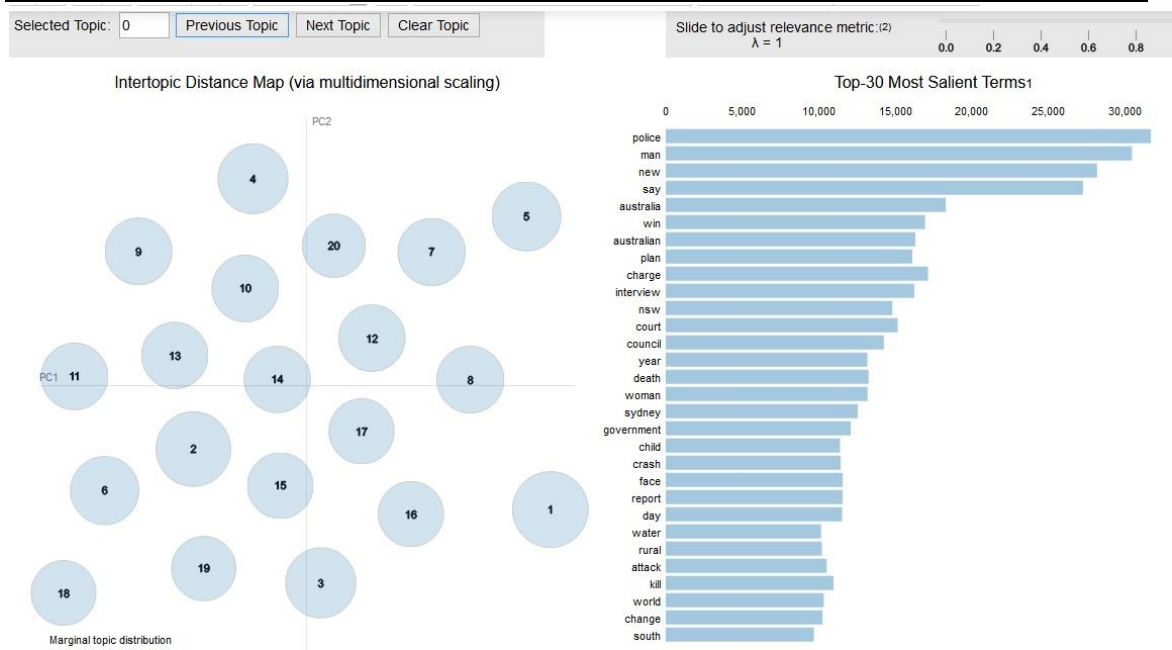 Selected Topic: 0 Previous Topic Next Topic Clear Topic
Slide to adjust relevance metric:(2)
λ = 1
0.0 0.2 0.4 0.6 0.8
Intertopic Distance Map (via multidimensional scaling)
PC2
4
5
9
20
7
10
12
13
PC1 11
14
8
17
2
15
6
16
1
19
3
18
Marginal topic distribution
Top-30 Most Salient Terms1
0 5,000 10,000 15,000 20,000 25,000 30,000
police
man
new
say
australia
win
australian
plan
charge
interview
nsw
court
council
year
death
woman
sydney
government
child
crash
face
report
day
water
rural
attack
kill
world
change
south